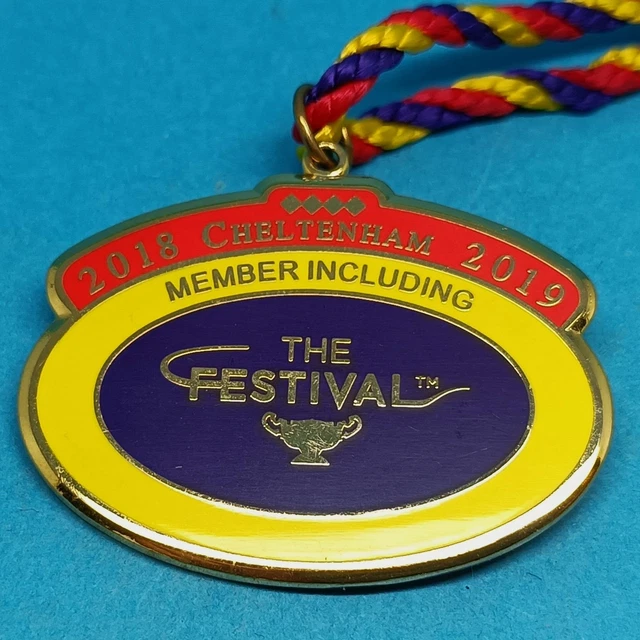 2018 CHELTENHAM 2019
MEMBER INCLUDING
THE
FESTIVAL™